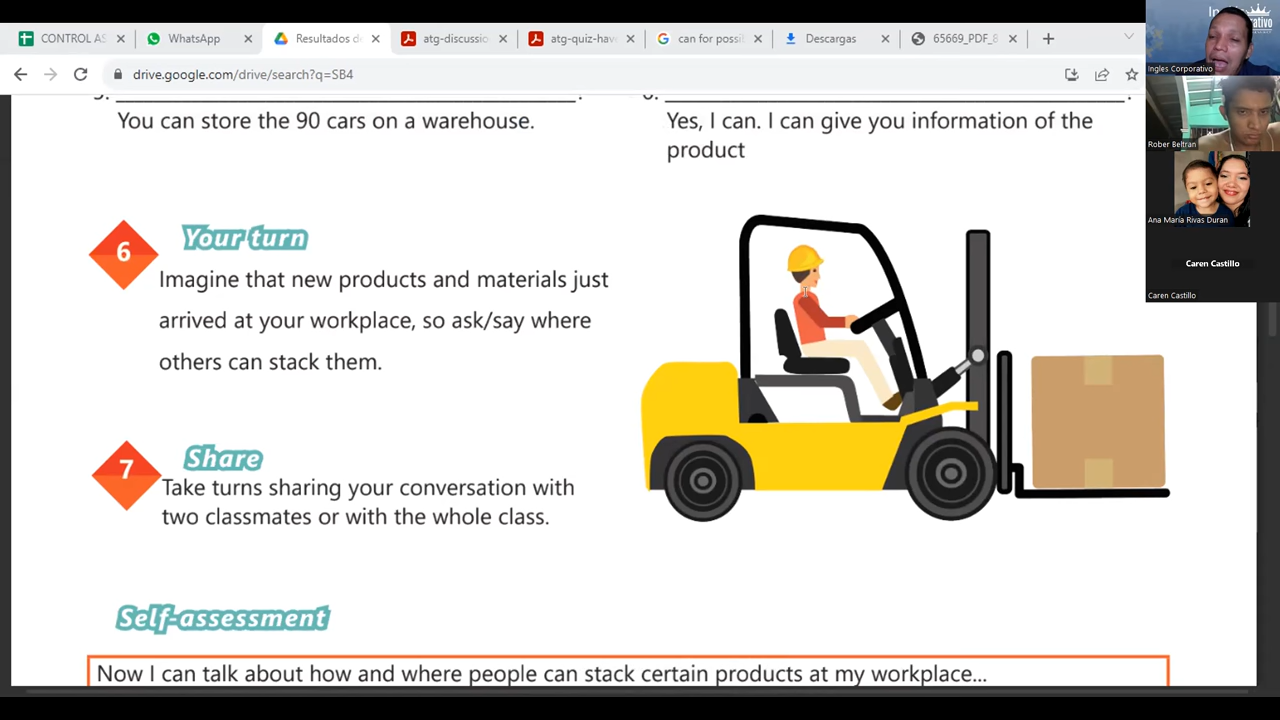 CONTROL AS
WhatsApp
Resultados de
atg-discussio
-quiz-hav
can for possi
Descargas
65669_PDF_8
drive.google.com/drive/search?q=SB4
Ingles Corporativo
Rober Beltran
Ana María Rivas Duran
Caren Castillo
Caren Castillo
You can store the 90 cars on a warehouse.
Yes, I can. I can give you information of the
product
6
Your turn
Imagine that new products and materials just
arrived at your workplace, so ask/say where
others can stack them.
7
Share
Take turns sharing your conversation with
two classmates or with the whole class.
Self-assessment
Now I can talk about how and where people can stack certain products at my workplace...